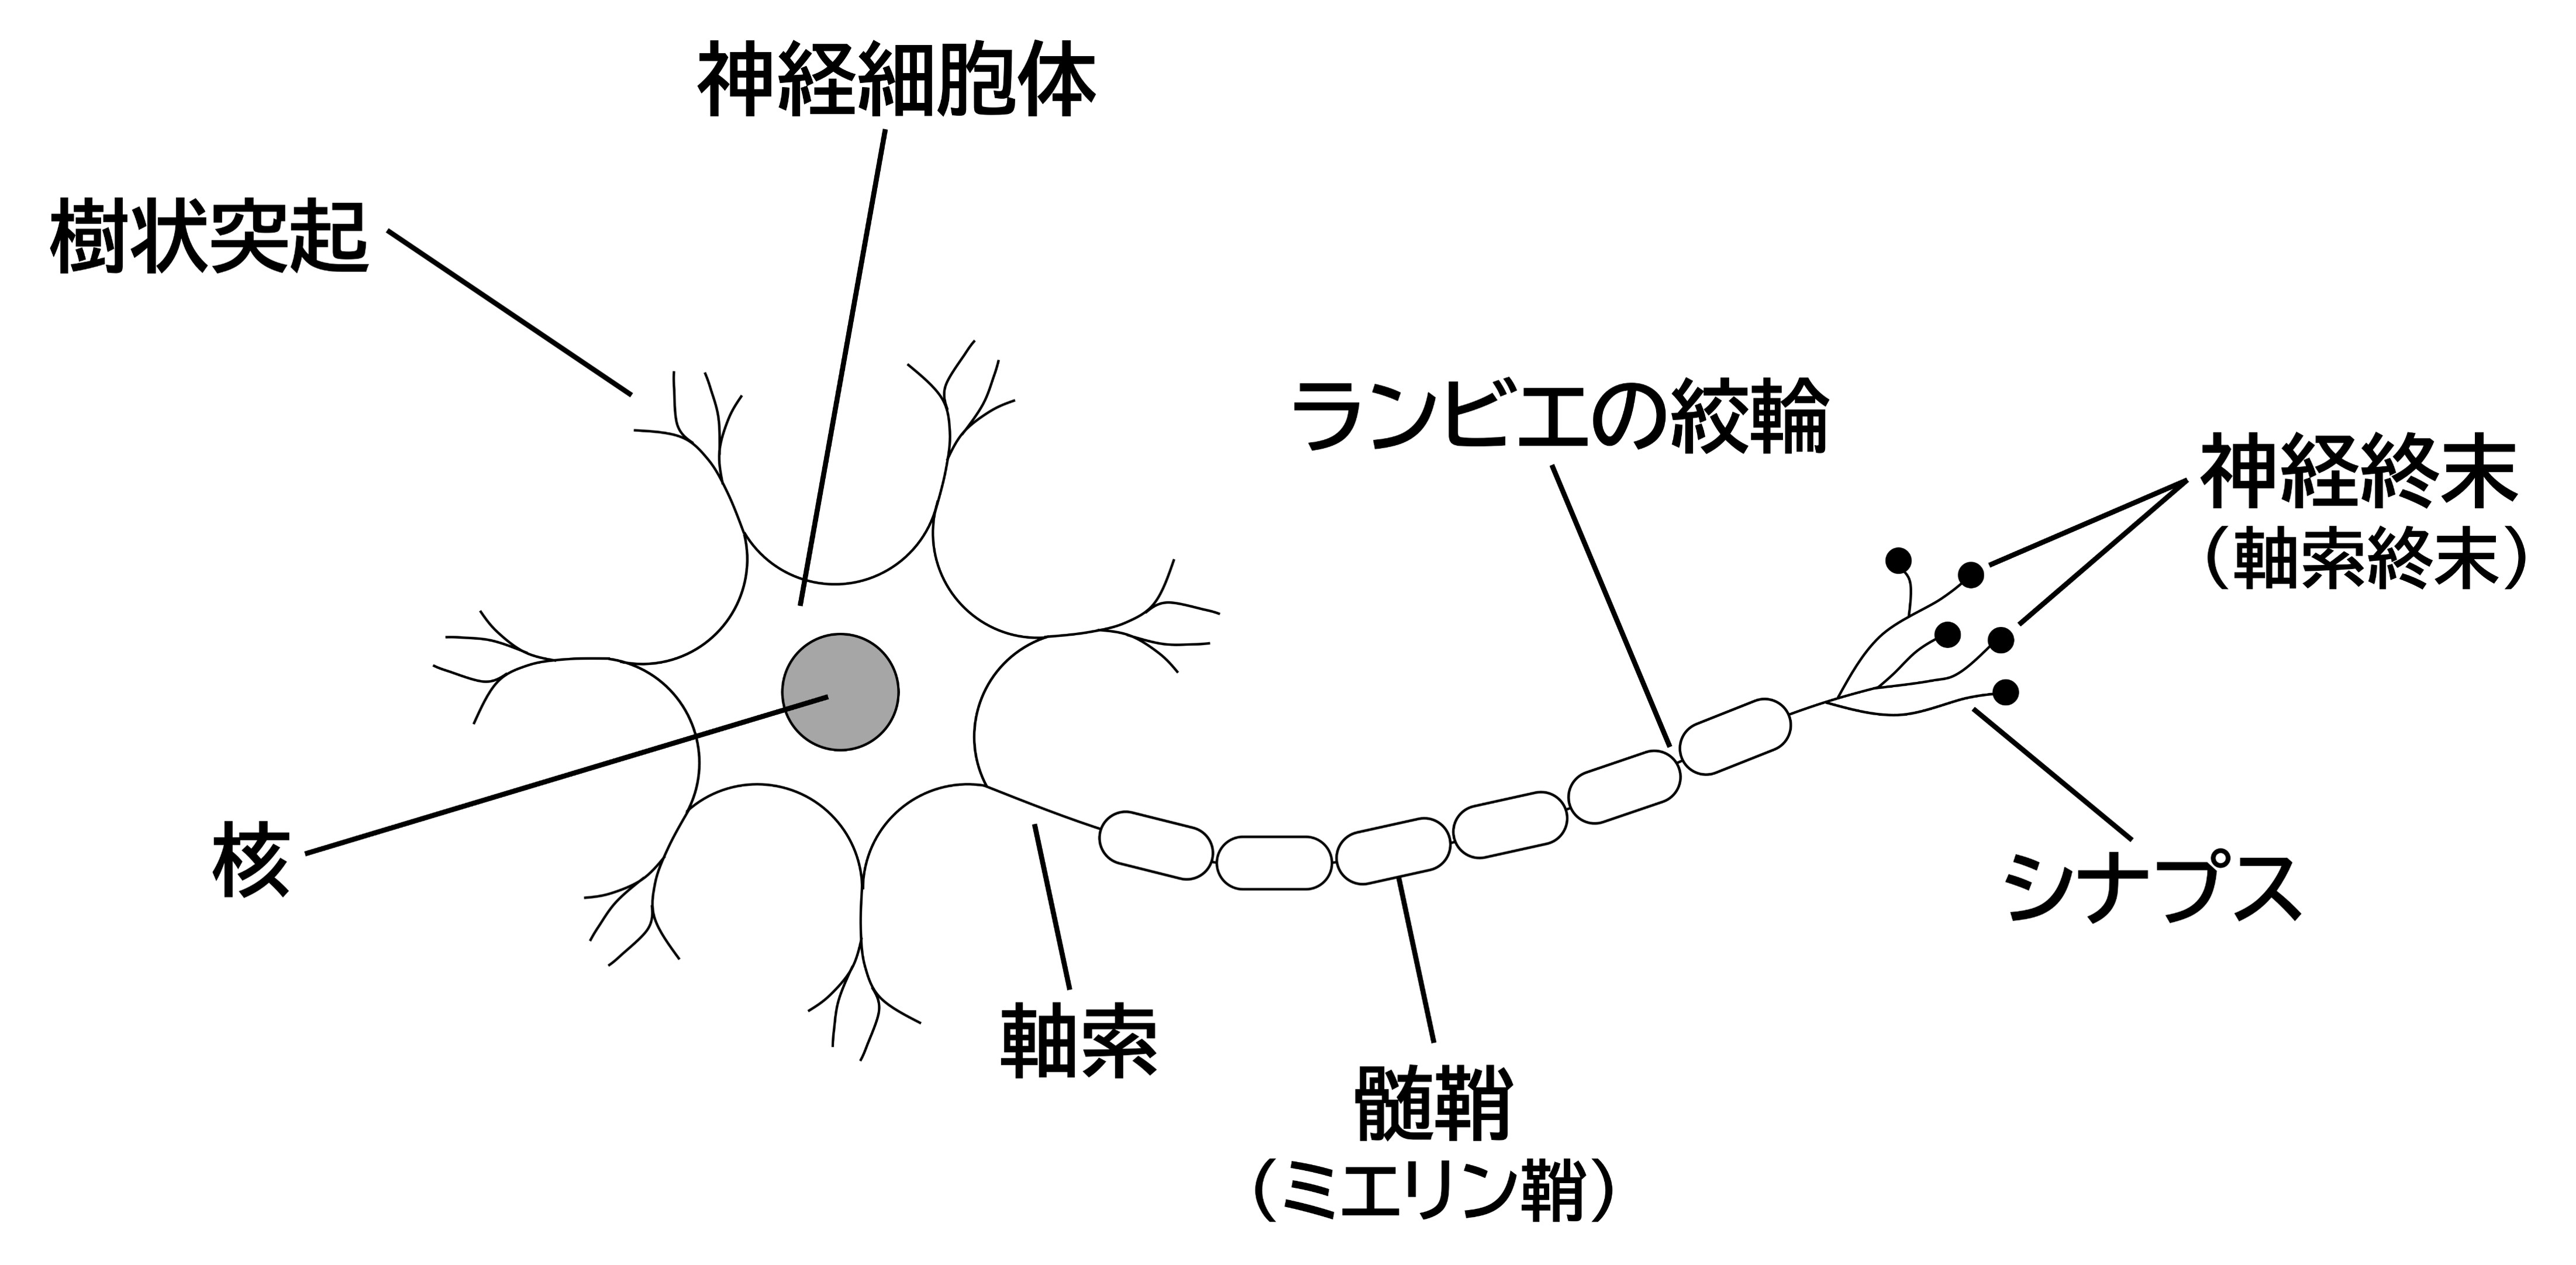 神経細胞体
樹状突起
ランビエの絞輪
神経終末
（軸索終末）
核
シナプス
軸索
髄鞘
（ミエリン鞘）